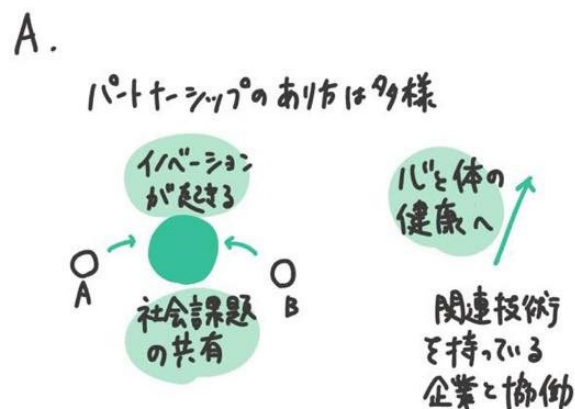 A.
パートナーシップのあり方は多様
イノベーション
が起きる
A
B
社会課題
の共有
心と体の
健康へ
関連技術
を持っている
企業と協働